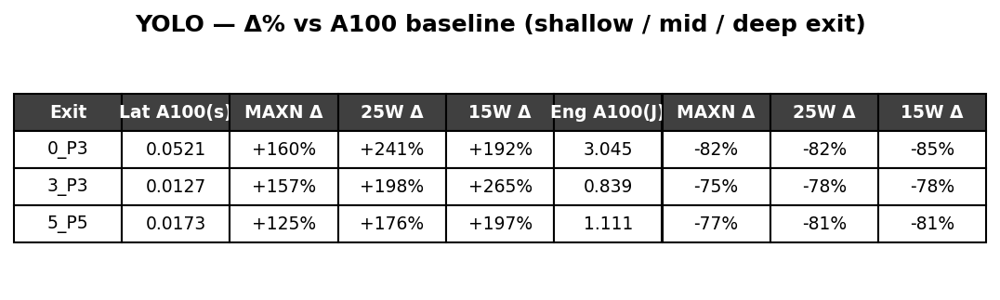 YOLO — Δ% vs A100 baseline (shallow / mid / deep exit)
Exit Lat A100(s) MAXN Δ 25W Δ 15W Δ Eng A100(J) MAXN Δ 25W Δ 15W Δ
0_P3 0.0521 +160% +241% +192% 3.045 -82% -82% -85%
3_P3 0.0127 +157% +198% +265% 0.839 -75% -78% -78%
5_P5 0.0173 +125% +176% +197% 1.111 -77% -81% -81%